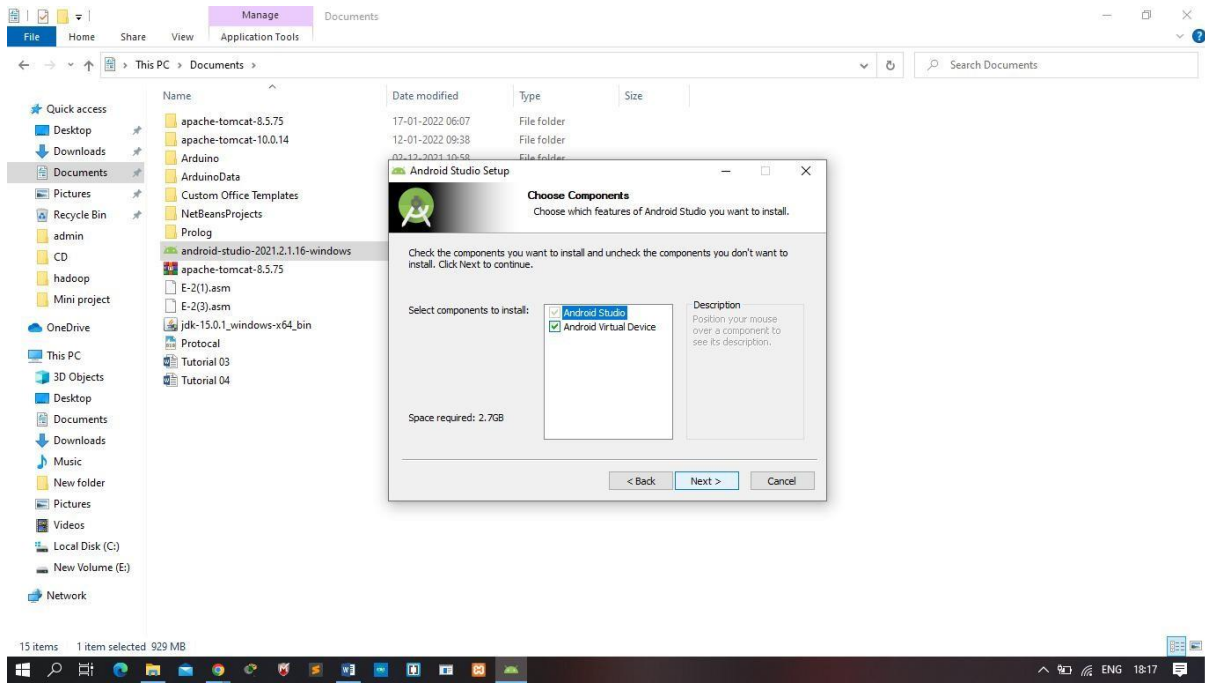 Manage Documents
File Home Share View Application Tools
This PC > Documents >
Search Documents
Name Date modified Type Size
Quick access
Desktop
Downloads
Documents
Pictures
Recycle Bin
admin
CD
hadoop
Mini project
OneDrive
This PC
3D Objects
Desktop
Documents
Downloads
Music
New folder
Pictures
Videos
Local Disk (C:)
New Volume (E:)
Network
apache-tomcat-8.5.75 17-01-2022 06:07 File folder
apache-tomcat-10.0.14 12-01-2022 09:38 File folder
Arduino 02-12-2021 10:58 File folder
ArduinoData
Custom Office Templates
NetBeansProjects
Prolog
android-studio-2021.2.1.16-windows
apache-tomcat-8.5.75
E-2(1).asm
E-2(3).asm
jdk-15.0.1_windows-x64_bin
Protocal
Tutorial 03
Tutorial 04
Android Studio Setup
Choose Components
Choose which features of Android Studio you want to install.
Check the components you want to install and uncheck the components you don't want to
install. Click Next to continue.
Select components to install:
Android Studio
Android Virtual Device
Description
Position your mouse
over a component to
see its description.
Space required: 2.7GB
< Back Next > Cancel
15 items 1 item selected 929 MB
ENG 18:17